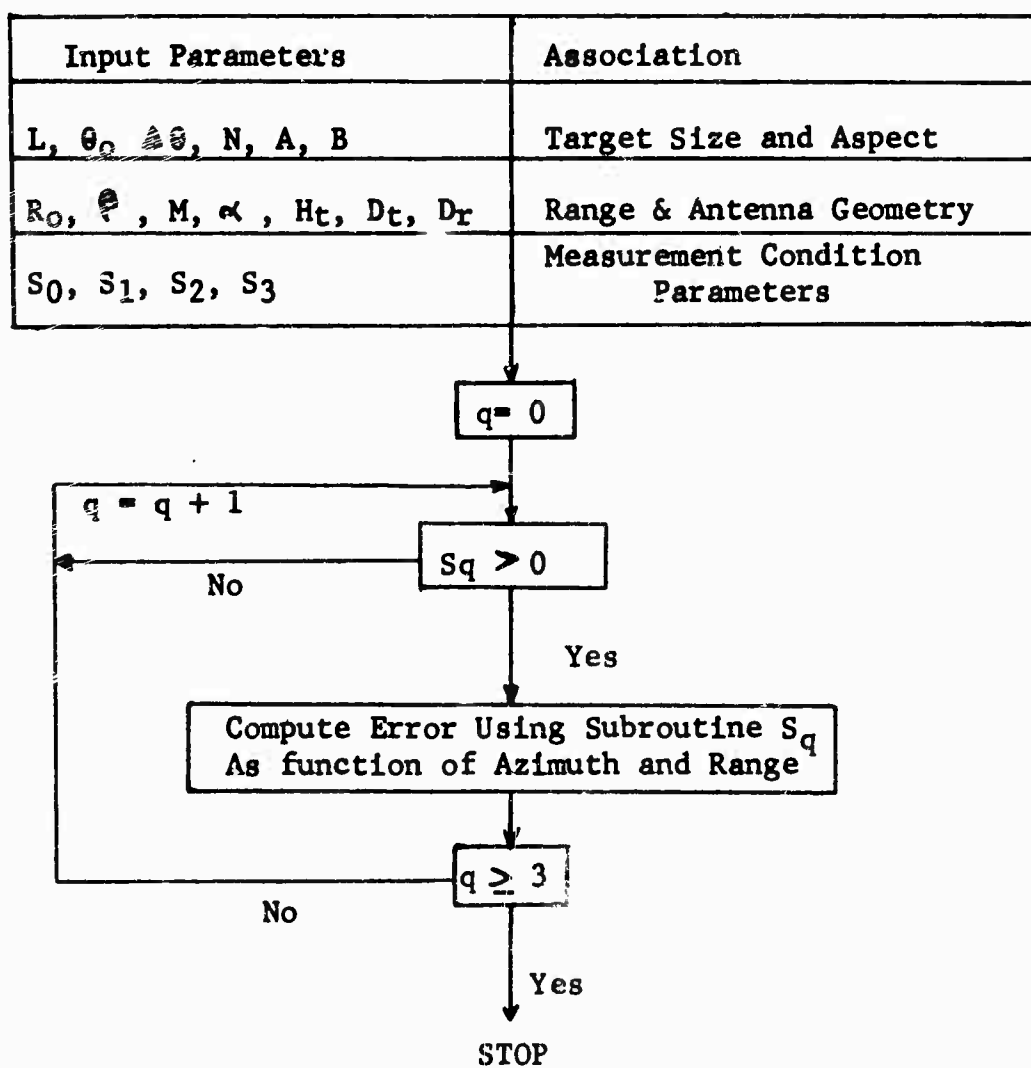 Input Parameters
Association
L, θo Δθ, N, A, B
Target Size and Aspect
Ro, ρ, M, α, Ht, Dt, Dr
Range & Antenna Geometry
S0, S1, S2, S3
Measurement Condition
Parameters
q= 0
q = q + 1
Sq > 0
No
Yes
Compute Error Using Subroutine Sq
As function of Azimuth and Range
q ≥ 3
No
Yes
STOP